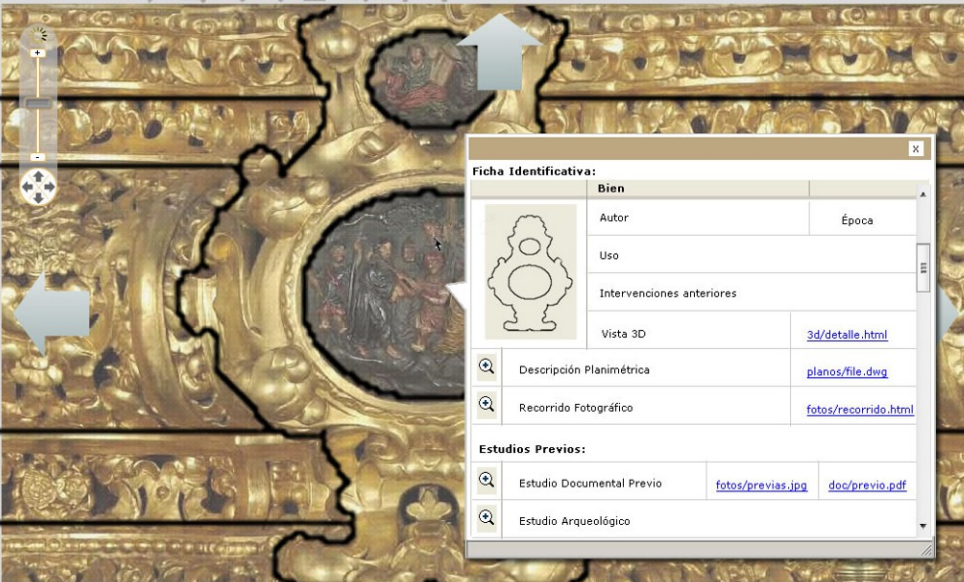 x
Ficha Identificativa:
Bien
Autor Época
Uso
Intervenciones anteriores
Vista 3D 3d/detalle.html
Descripción Planimétrica planos/file.dwg
Recorrido Fotográfico fotos/recorrido.html
Estudios Previos:
Estudio Documental Previo fotos/previas.jpg doc/previo.pdf
Estudio Arqueológico